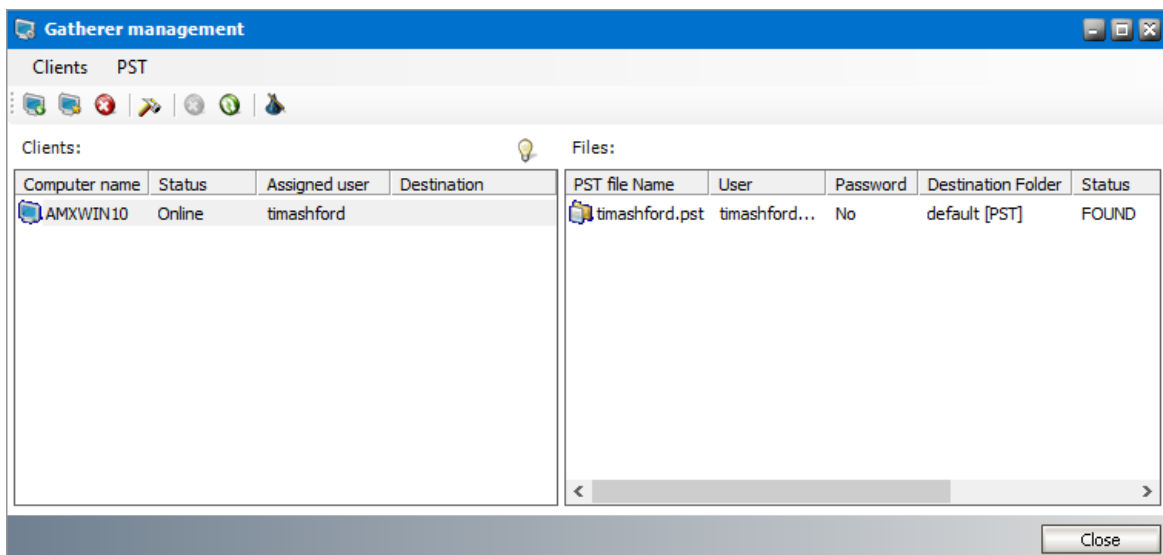 Gatherer management
Clients PST
Clients:
Computer name Status Assigned user Destination
AMXWIN10 Online timashford
Files:
PST file Name User Password Destination Folder Status
timashford.pst timashford... No default [PST] FOUND
Close